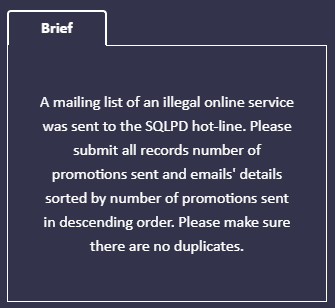 Brief
A mailing list of an illegal online service
was sent to the SQLPD hot-line. Please
submit all records number of
promotions sent and emails' details
sorted by number of promotions sent
in descending order. Please make sure
there are no duplicates.